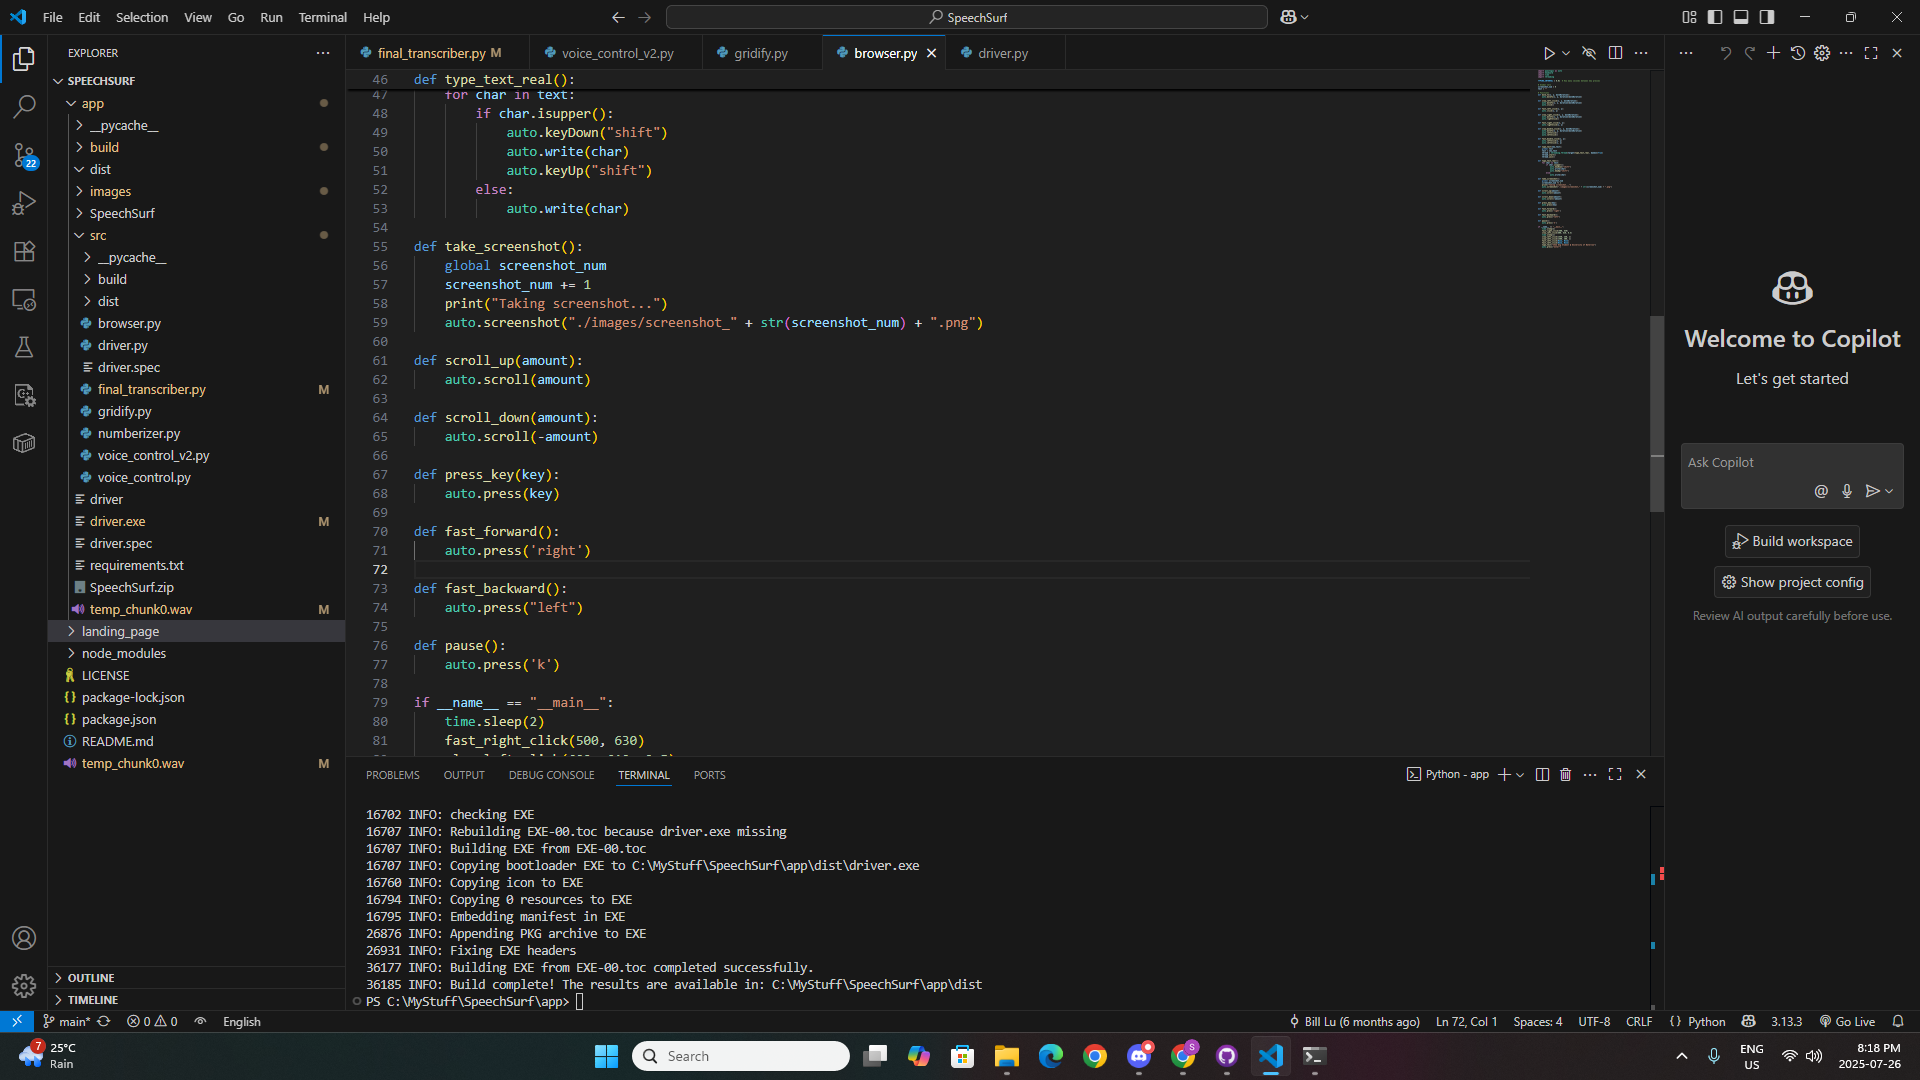 File Edit Selection View Go Run Terminal Help
SpeechSurf
EXPLORER
SPEECHSURF
app
__pycache__
build
dist
images
SpeechSurf
src
__pycache__
build
dist
browser.py
driver.py
driver.spec
final_transcriber.py M
gridify.py
numberizer.py
voice_control_v2.py
voice_control.py
driver
driver.exe M
driver.spec
requirements.txt
SpeechSurf.zip
temp_chunk0.wav M
landing_page
node_modules
LICENSE
package-lock.json
package.json
README.md
temp_chunk0.wav M
OUTLINE
TIMELINE
22
final_transcriber.py M voice_control_v2.py gridify.py browser.py driver.py
46 def type_text_real():
47 for char in text:
48 if char.isupper():
49 auto.keyDown("shift")
50 auto.write(char)
51 auto.keyUp("shift")
52 else:
53 auto.write(char)
54
55 def take_screenshot():
56 global screenshot_num
57 screenshot_num += 1
58 print("Taking screenshot...")
59 auto.screenshot("./images/screenshot_" + str(screenshot_num) + ".png")
60
61 def scroll_up(amount):
62 auto.scroll(amount)
63
64 def scroll_down(amount):
65 auto.scroll(-amount)
66
67 def press_key(key):
68 auto.press(key)
69
70 def fast_forward():
71 auto.press('right')
72
73 def fast_backward():
74 auto.press("left")
75
76 def pause():
77 auto.press('k')
78
79 if __name__ == "__main__":
80 time.sleep(2)
81 fast_right_click(500, 630)
PROBLEMS OUTPUT DEBUG CONSOLE TERMINAL PORTS
Python - app
16702 INFO: checking EXE
16707 INFO: Rebuilding EXE-00.toc because driver.exe missing
16707 INFO: Building EXE from EXE-00.toc
16707 INFO: Copying bootloader EXE to C:\MyStuff\SpeechSurf\app\dist\driver.exe
16760 INFO: Copying icon to EXE
16794 INFO: Copying 0 resources to EXE
16795 INFO: Embedding manifest in EXE
26876 INFO: Appending PKG archive to EXE
26931 INFO: Fixing EXE headers
36177 INFO: Building EXE from EXE-00.toc completed successfully.
36185 INFO: Build complete! The results are available in: C:\MyStuff\SpeechSurf\app\dist
PS C:\MyStuff\SpeechSurf\app>
Welcome to Copilot
Let's get started
Ask Copilot
Build workspace
Show project config
Review AI output carefully before use.
main* 0 0 English
Bill Lu (6 months ago) Ln 72, Col 1 Spaces: 4 UTF-8 CRLF {} Python 3.13.3 Go Live
7
25°C
Rain
Search
S
ENG
US
8:18 PM
2025-07-26